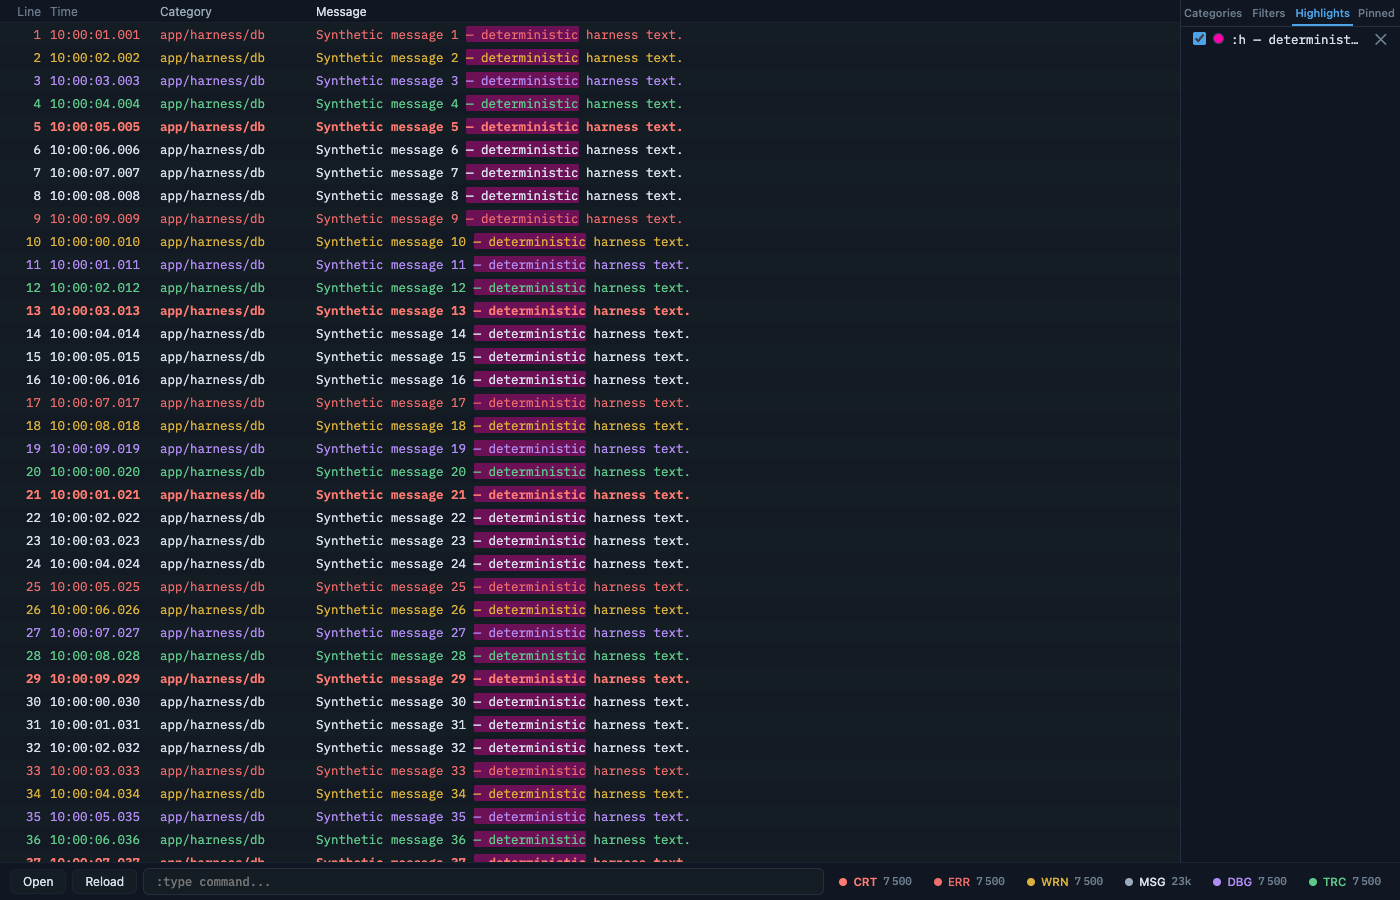 Line Time Category Message
1 10:00:01.001 app/harness/db Synthetic message 1 — deterministic harness text.
2 10:00:02.002 app/harness/db Synthetic message 2 — deterministic harness text.
3 10:00:03.003 app/harness/db Synthetic message 3 — deterministic harness text.
4 10:00:04.004 app/harness/db Synthetic message 4 — deterministic harness text.
5 10:00:05.005 app/harness/db Synthetic message 5 — deterministic harness text.
6 10:00:06.006 app/harness/db Synthetic message 6 — deterministic harness text.
7 10:00:07.007 app/harness/db Synthetic message 7 — deterministic harness text.
8 10:00:08.008 app/harness/db Synthetic message 8 — deterministic harness text.
9 10:00:09.009 app/harness/db Synthetic message 9 — deterministic harness text.
10 10:00:00.010 app/harness/db Synthetic message 10 — deterministic harness text.
11 10:00:01.011 app/harness/db Synthetic message 11 — deterministic harness text.
12 10:00:02.012 app/harness/db Synthetic message 12 — deterministic harness text.
13 10:00:03.013 app/harness/db Synthetic message 13 — deterministic harness text.
14 10:00:04.014 app/harness/db Synthetic message 14 — deterministic harness text.
15 10:00:05.015 app/harness/db Synthetic message 15 — deterministic harness text.
16 10:00:06.016 app/harness/db Synthetic message 16 — deterministic harness text.
17 10:00:07.017 app/harness/db Synthetic message 17 — deterministic harness text.
18 10:00:08.018 app/harness/db Synthetic message 18 — deterministic harness text.
19 10:00:09.019 app/harness/db Synthetic message 19 — deterministic harness text.
20 10:00:00.020 app/harness/db Synthetic message 20 — deterministic harness text.
21 10:00:01.021 app/harness/db Synthetic message 21 — deterministic harness text.
22 10:00:02.022 app/harness/db Synthetic message 22 — deterministic harness text.
23 10:00:03.023 app/harness/db Synthetic message 23 — deterministic harness text.
24 10:00:04.024 app/harness/db Synthetic message 24 — deterministic harness text.
25 10:00:05.025 app/harness/db Synthetic message 25 — deterministic harness text.
26 10:00:06.026 app/harness/db Synthetic message 26 — deterministic harness text.
27 10:00:07.027 app/harness/db Synthetic message 27 — deterministic harness text.
28 10:00:08.028 app/harness/db Synthetic message 28 — deterministic harness text.
29 10:00:09.029 app/harness/db Synthetic message 29 — deterministic harness text.
30 10:00:00.030 app/harness/db Synthetic message 30 — deterministic harness text.
31 10:00:01.031 app/harness/db Synthetic message 31 — deterministic harness text.
32 10:00:02.032 app/harness/db Synthetic message 32 — deterministic harness text.
33 10:00:03.033 app/harness/db Synthetic message 33 — deterministic harness text.
34 10:00:04.034 app/harness/db Synthetic message 34 — deterministic harness text.
35 10:00:05.035 app/harness/db Synthetic message 35 — deterministic harness text.
36 10:00:06.036 app/harness/db Synthetic message 36 — deterministic harness text.
37 10:00:07.037 app/harness/db Synthetic message 37 — deterministic harness text.
Categories Filters Highlights Pinned
:h — determinist…
Open Reload :type command... CRT 7 500 ERR 7 500 WRN 7 500 MSG 23k DBG 7 500 TRC 7 500